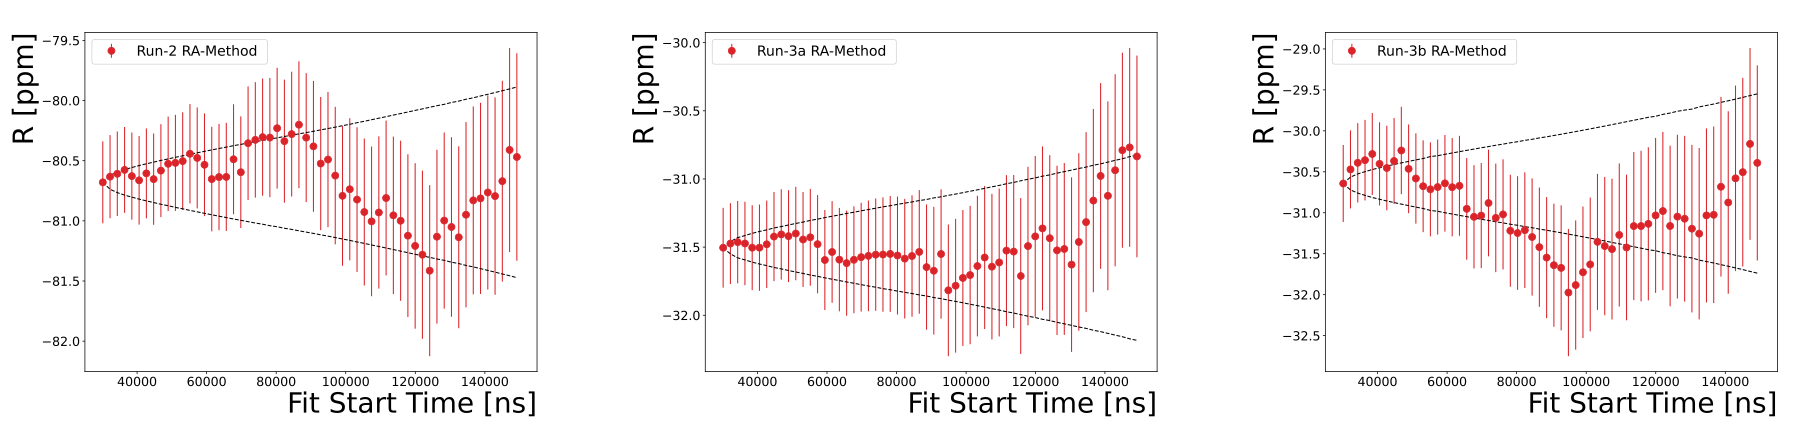 Run-2 RA-Method
R [ppm]
−79.5
−80.0
−80.5
−81.0
−81.5
−82.0
40000 60000 80000 100000 120000 140000
Fit Start Time [ns]
Run-3a RA-Method
R [ppm]
−30.0
−30.5
−31.0
−31.5
−32.0
40000 60000 80000 100000 120000 140000
Fit Start Time [ns]
Run-3b RA-Method
R [ppm]
−29.0
−29.5
−30.0
−30.5
−31.0
−31.5
−32.0
−32.5
40000 60000 80000 100000 120000 140000
Fit Start Time [ns]